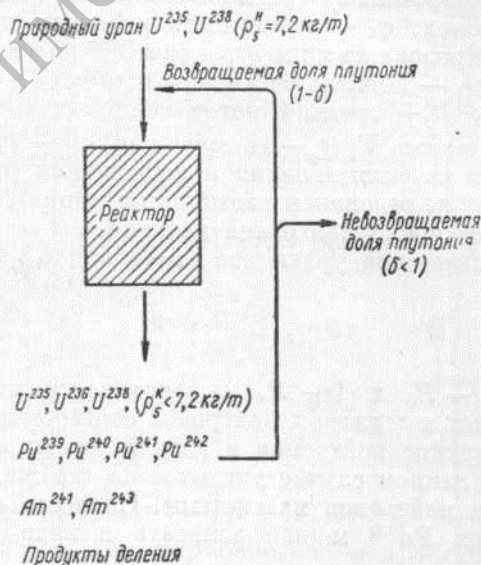 Природный уран U²³⁵, U²³⁸ (ρₛᴴ=7,2 кг/т)
Возвращаемая доля плутония
(1-δ)
Реактор
Невозвращаемая
доля плутония
(δ<1)
U²³⁵, U²³⁶, U²³⁸, (ρₛᴷ<7,2 кг/т)
Pu²³⁹, Pu²⁴⁰, Pu²⁴¹, Pu²⁴²
Am²⁴¹, Am²⁴³
Продукты деления